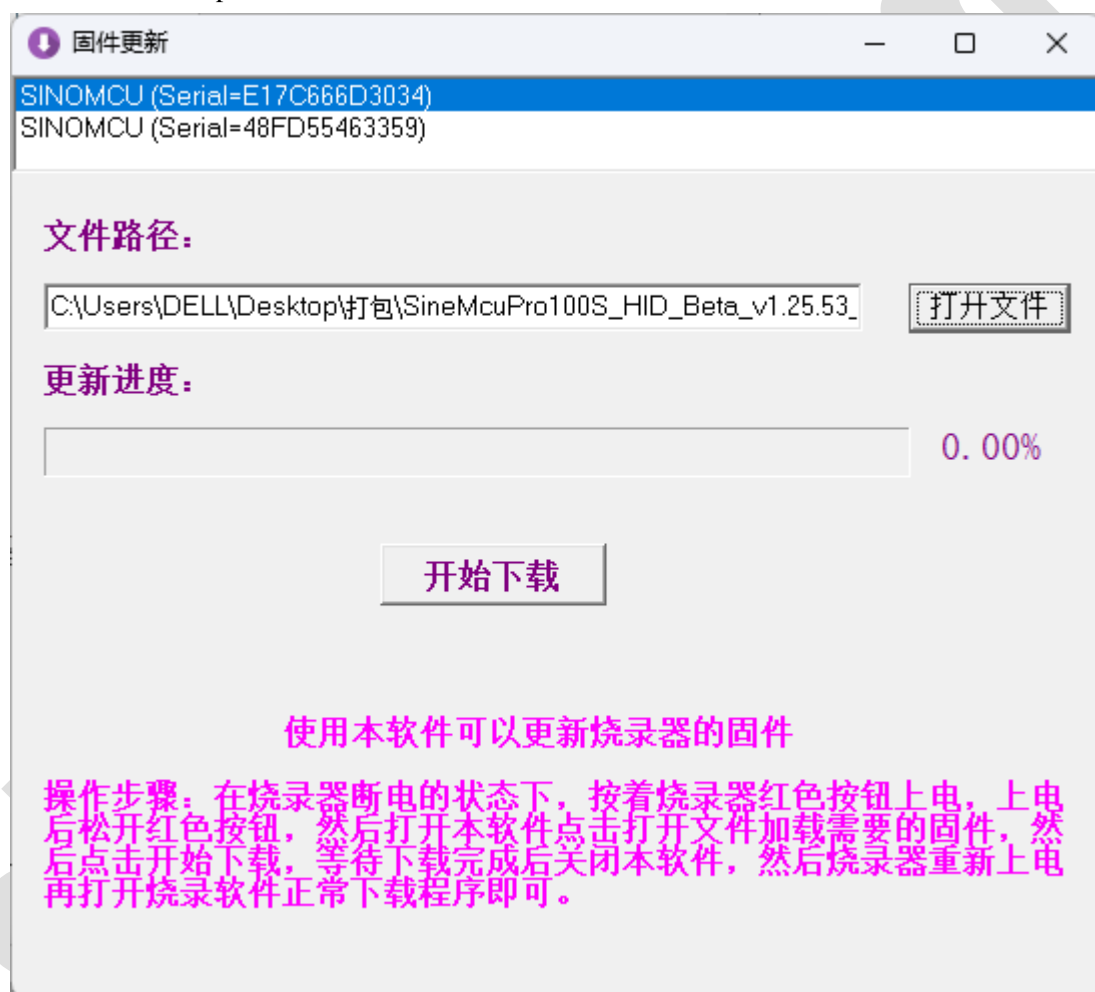 固件更新
SINOMCU (Serial=E17C666D3034)
SINOMCU (Serial=48FD55463359)
文件路径：
C:\Users\DELL\Desktop\打包\SineMcuPro100S_HID_Beta_v1.25.53_
打开文件
更新进度：
0.00%
开始下载
使用本软件可以更新烧录器的固件
操作步骤：在烧录器断电的状态下，按着烧录器红色按钮上电，上电
后松开红色按钮，然后打开本软件点击打开文件加载需要的固件，然
后点击开始下载，等待下载完成后关闭本软件，然后烧录器重新上电
再打开烧录软件正常下载程序即可。